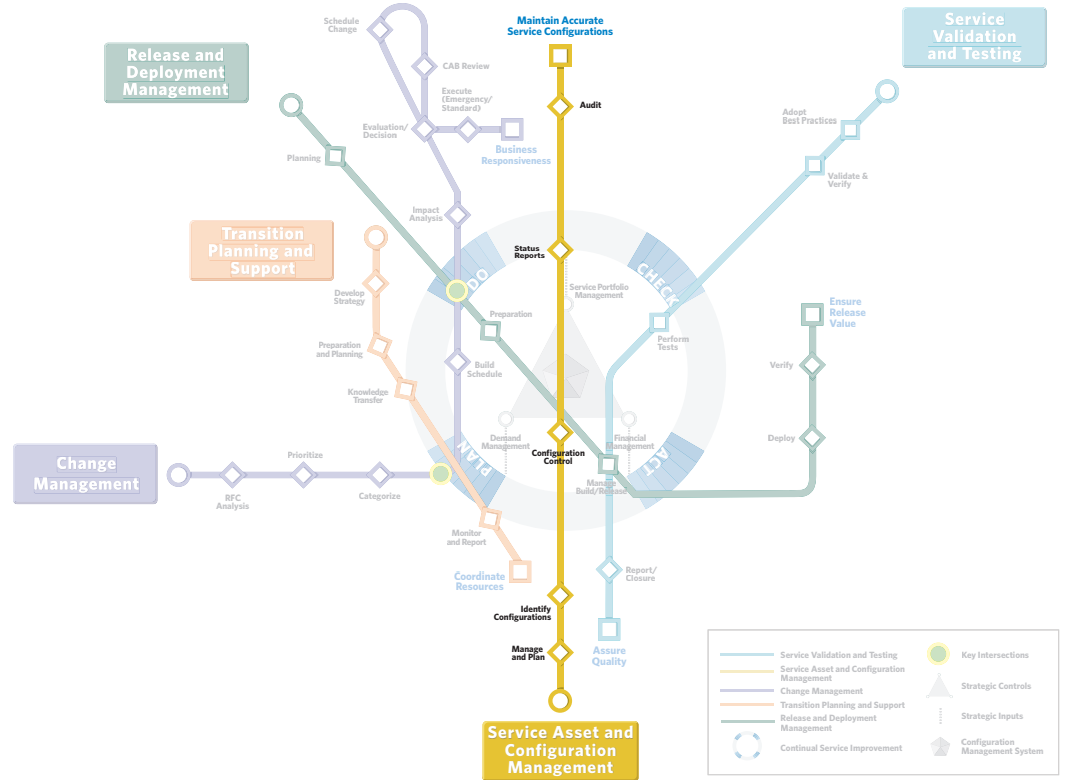 Schedule
Change
Maintain Accurate
Service Configurations
Service
Validation
and Testing
Release and
Deployment
Management
CAB Review
Execute
(Emergency/
Standard)
Audit
Adopt
Best Practices
Evaluation/
Decision
Business
Responsiveness
Planning
Validate &
Verify
Impact
Analysis
Transition
Planning and
Support
Status
Reports
DO
CHECK
Service Portfolio
Management
Develop
Strategy
Ensure
Release
Value
Preparation
Preparation
and Planning
Perform
Tests
Build
Schedule
Verify
Knowledge
Transfer
Demand
Management
Financial
Management
Deploy
Configuration
Control
Change
Management
Prioritize
PLAN
ACT
Manage
Build/Release
RFC
Analysis
Categorize
Monitor
and Report
Coordinate
Resources
Report/
Closure
Identify
Configurations
Manage
and Plan
Assure
Quality
Service Asset and
Configuration
Management
Service Validation and Testing
Service Asset and Configuration
Management
Change Management
Transition Planning and Support
Release and Deployment
Management
Continual Service Improvement
Key Intersections
Strategic Controls
Strategic Inputs
Configuration
Management System